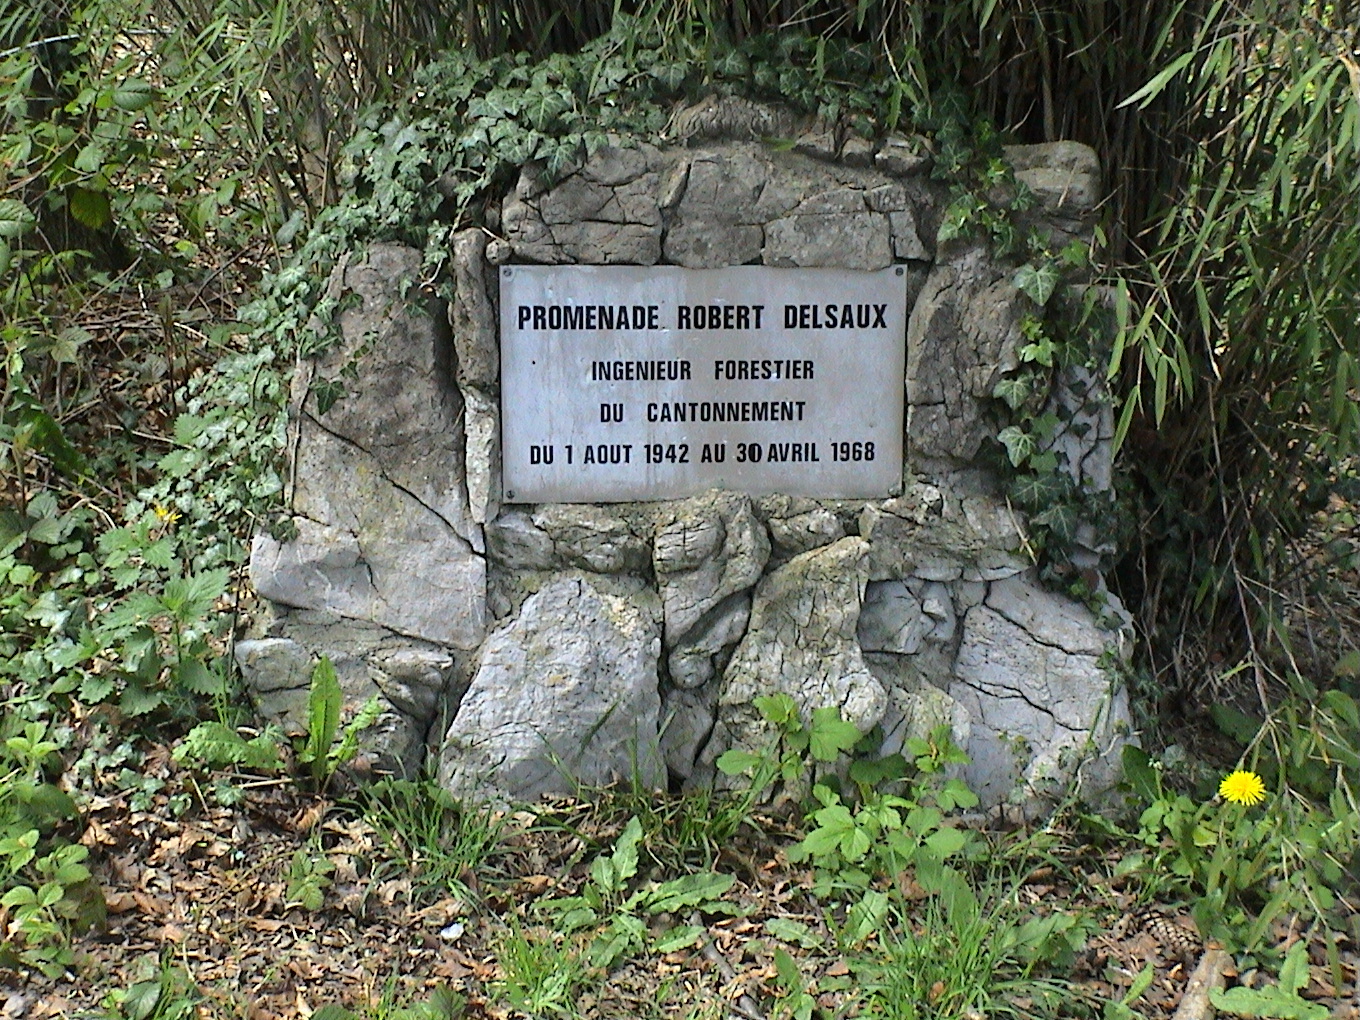 PROMENADE ROBERT DELSAUX
INGENIEUR FORESTIER
DU CANTONNEMENT
DU 1 AOUT 1942 AU 30 AVRIL 1968